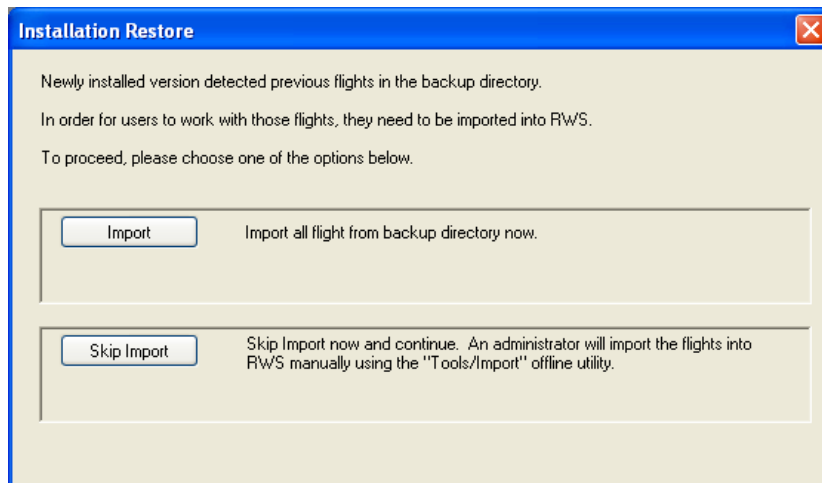 Installation Restore
Newly installed version detected previous flights in the backup directory.
In order for users to work with those flights, they need to be imported into RWS.
To proceed, please choose one of the options below.
Import
Import all flight from backup directory now.
Skip Import
Skip Import now and continue.  An administrator will import the flights into
RWS manually using the "Tools/Import" offline utility.